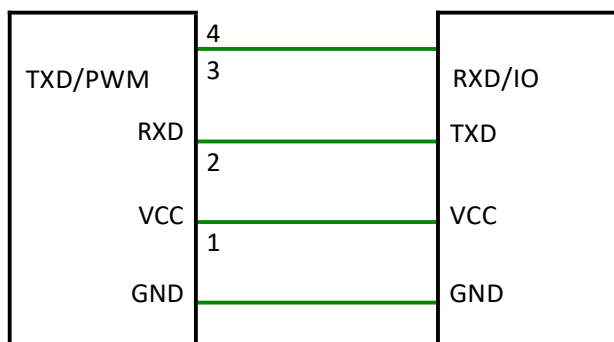 4
3
TXD/PWM
RXD/IO
RXD
TXD
2
VCC
VCC
1
GND
GND